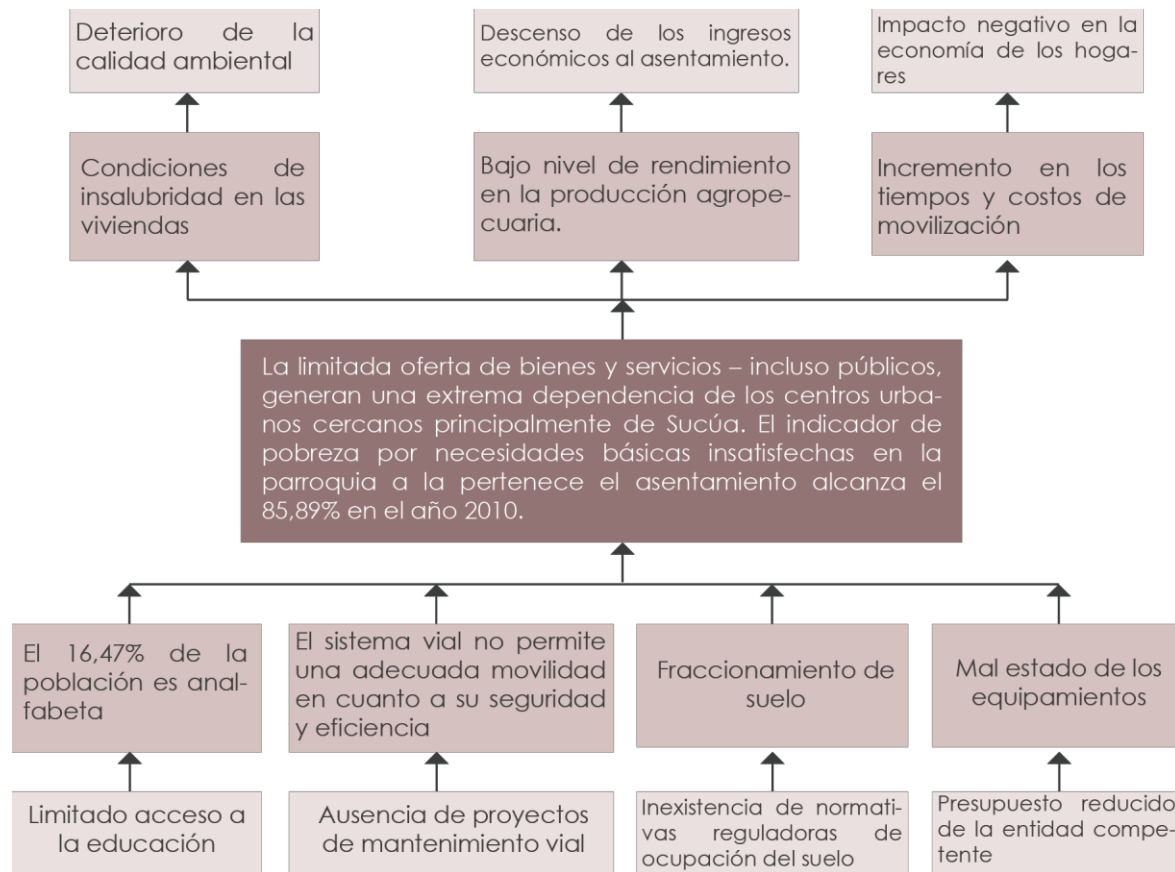 Deterioro de la
calidad ambiental
Descenso de los ingresos
económicos al asentamiento.
Impacto negativo en la
economía de los hoga-
res
Condiciones de
insalubridad en las
viviendas
Bajo nivel de rendimiento
en la producción agrope-
cuaria.
Incremento en los
tiempos y costos de
movilización
La limitada oferta de bienes y servicios – incluso públicos,
generan una extrema dependencia de los centros urba-
nos cercanos principalmente de Sucúa. El indicador de
pobreza por necesidades básicas insatisfechas en la
parroquia a la pertenece el asentamiento alcanza el
85,89% en el año 2010.
El 16,47% de la
población es anal-
fabeta
El sistema vial no permite
una adecuada movilidad
en cuanto a su seguridad
y eficiencia
Fraccionamiento de
suelo
Mal estado de los
equipamientos
Limitado acceso a
la educación
Ausencia de proyectos
de mantenimiento vial
Inexistencia de normati-
vas reguladoras de
ocupación del suelo
Presupuesto reducido
de la entidad compe-
tente